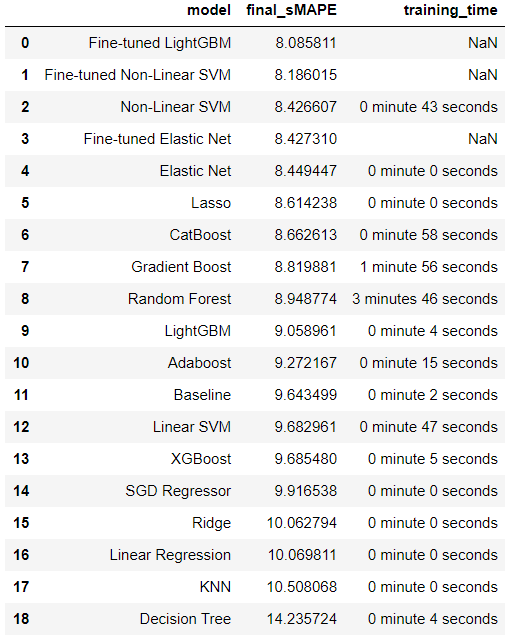 model final_sMAPE training_time
0 Fine-tuned LightGBM 8.085811 NaN
1 Fine-tuned Non-Linear SVM 8.186015 NaN
2 Non-Linear SVM 8.426607 0 minute 43 seconds
3 Fine-tuned Elastic Net 8.427310 NaN
4 Elastic Net 8.449447 0 minute 0 seconds
5 Lasso 8.614238 0 minute 0 seconds
6 CatBoost 8.662613 0 minute 58 seconds
7 Gradient Boost 8.819881 1 minute 56 seconds
8 Random Forest 8.948774 3 minutes 46 seconds
9 LightGBM 9.058961 0 minute 4 seconds
10 Adaboost 9.272167 0 minute 15 seconds
11 Baseline 9.643499 0 minute 2 seconds
12 Linear SVM 9.682961 0 minute 47 seconds
13 XGBoost 9.685480 0 minute 5 seconds
14 SGD Regressor 9.916538 0 minute 0 seconds
15 Ridge 10.062794 0 minute 0 seconds
16 Linear Regression 10.069811 0 minute 0 seconds
17 KNN 10.508068 0 minute 0 seconds
18 Decision Tree 14.235724 0 minute 4 seconds